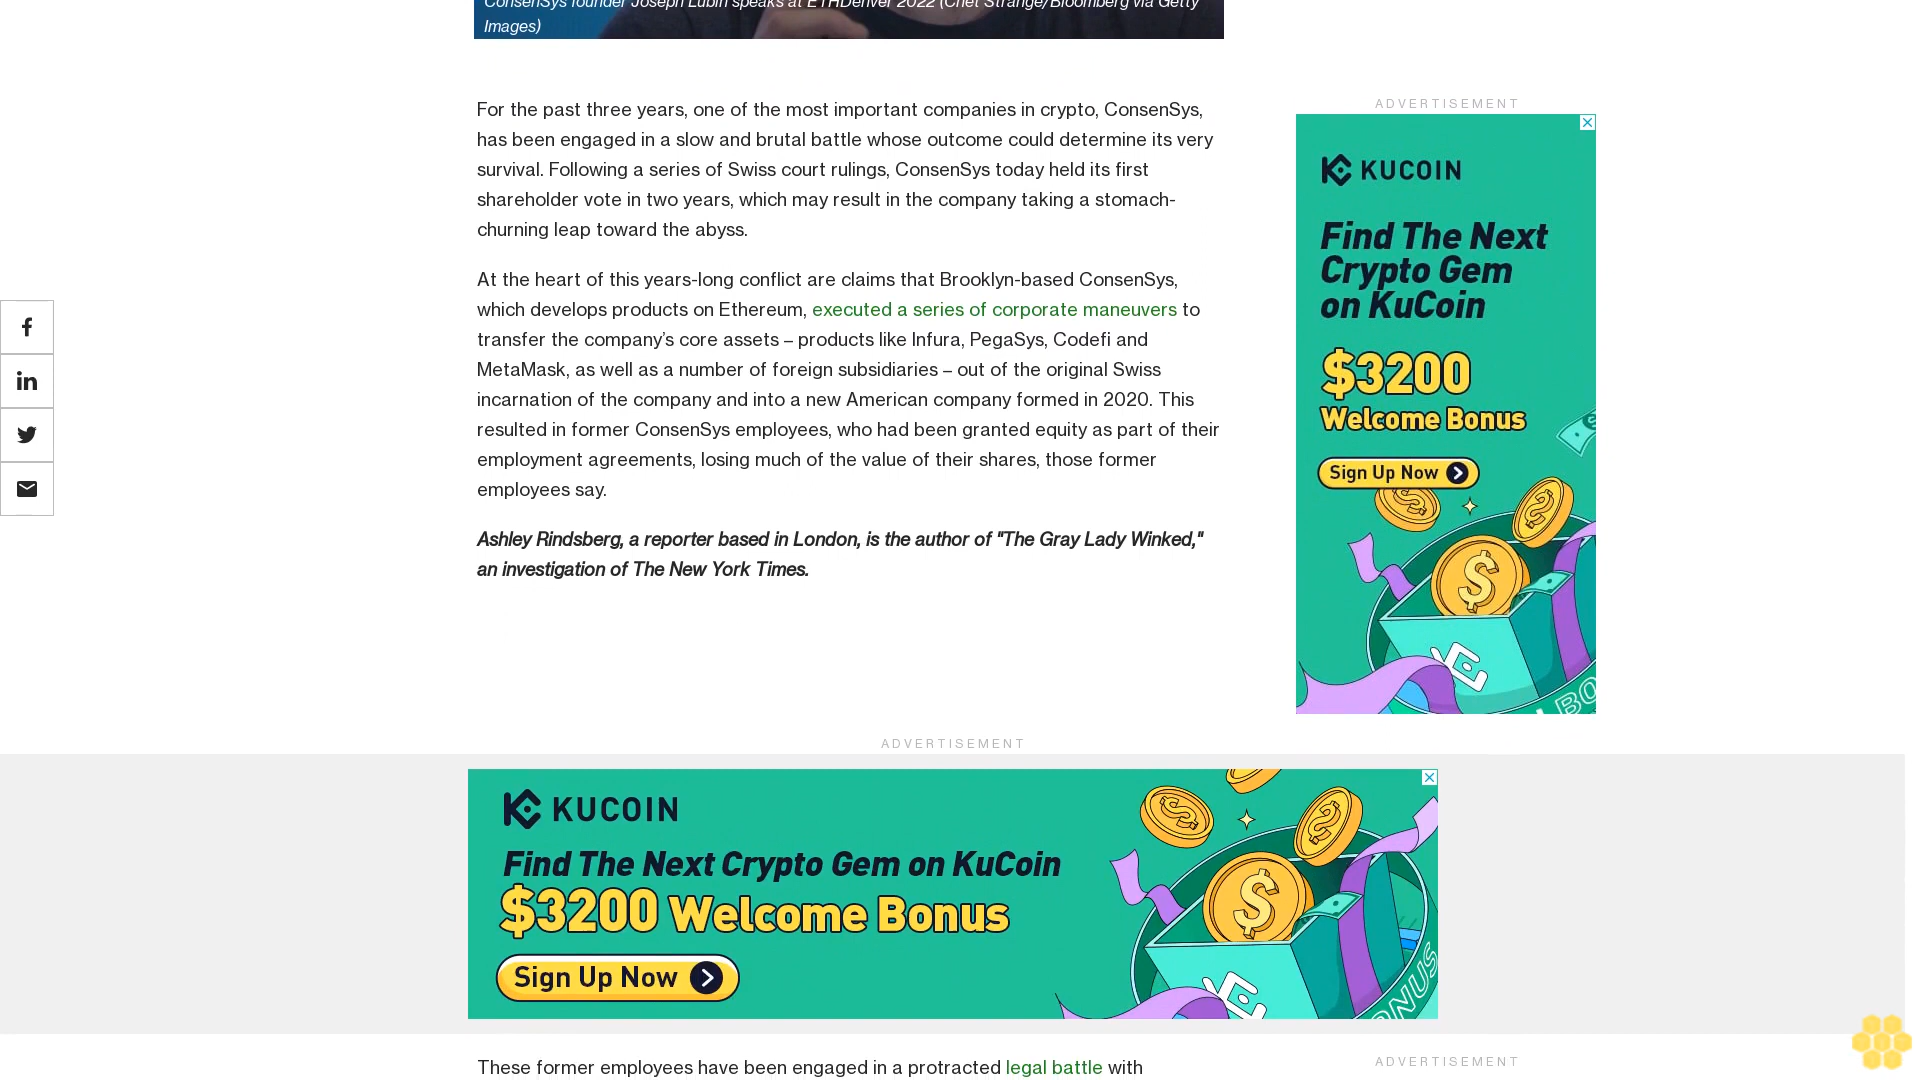 ConsenSys founder Joseph Lubin speaks at ETHDenver 2022 (Chet Strange/Bloomberg via Getty
Images)
For the past three years, one of the most important companies in crypto, ConsenSys,
has been engaged in a slow and brutal battle whose outcome could determine its very
survival. Following a series of Swiss court rulings, ConsenSys today held its first
shareholder vote in two years, which may result in the company taking a stomach-
churning leap toward the abyss.
At the heart of this years-long conflict are claims that Brooklyn-based ConsenSys,
which develops products on Ethereum, executed a series of corporate maneuvers to
transfer the company’s core assets – products like Infura, PegaSys, Codefi and
MetaMask, as well as a number of foreign subsidiaries – out of the original Swiss
incarnation of the company and into a new American company formed in 2020. This
resulted in former ConsenSys employees, who had been granted equity as part of their
employment agreements, losing much of the value of their shares, those former
employees say.
Ashley Rindsberg, a reporter based in London, is the author of "The Gray Lady Winked,"
an investigation of The New York Times.
ADVERTISEMENT
KUCOIN
Find The Next
Crypto Gem
on KuCoin
$3200
Welcome Bonus
Sign Up Now
ADVERTISEMENT
KUCOIN
Find The Next Crypto Gem on KuCoin
$3200 Welcome Bonus
Sign Up Now
These former employees have been engaged in a protracted legal battle with
ADVERTISEMENT